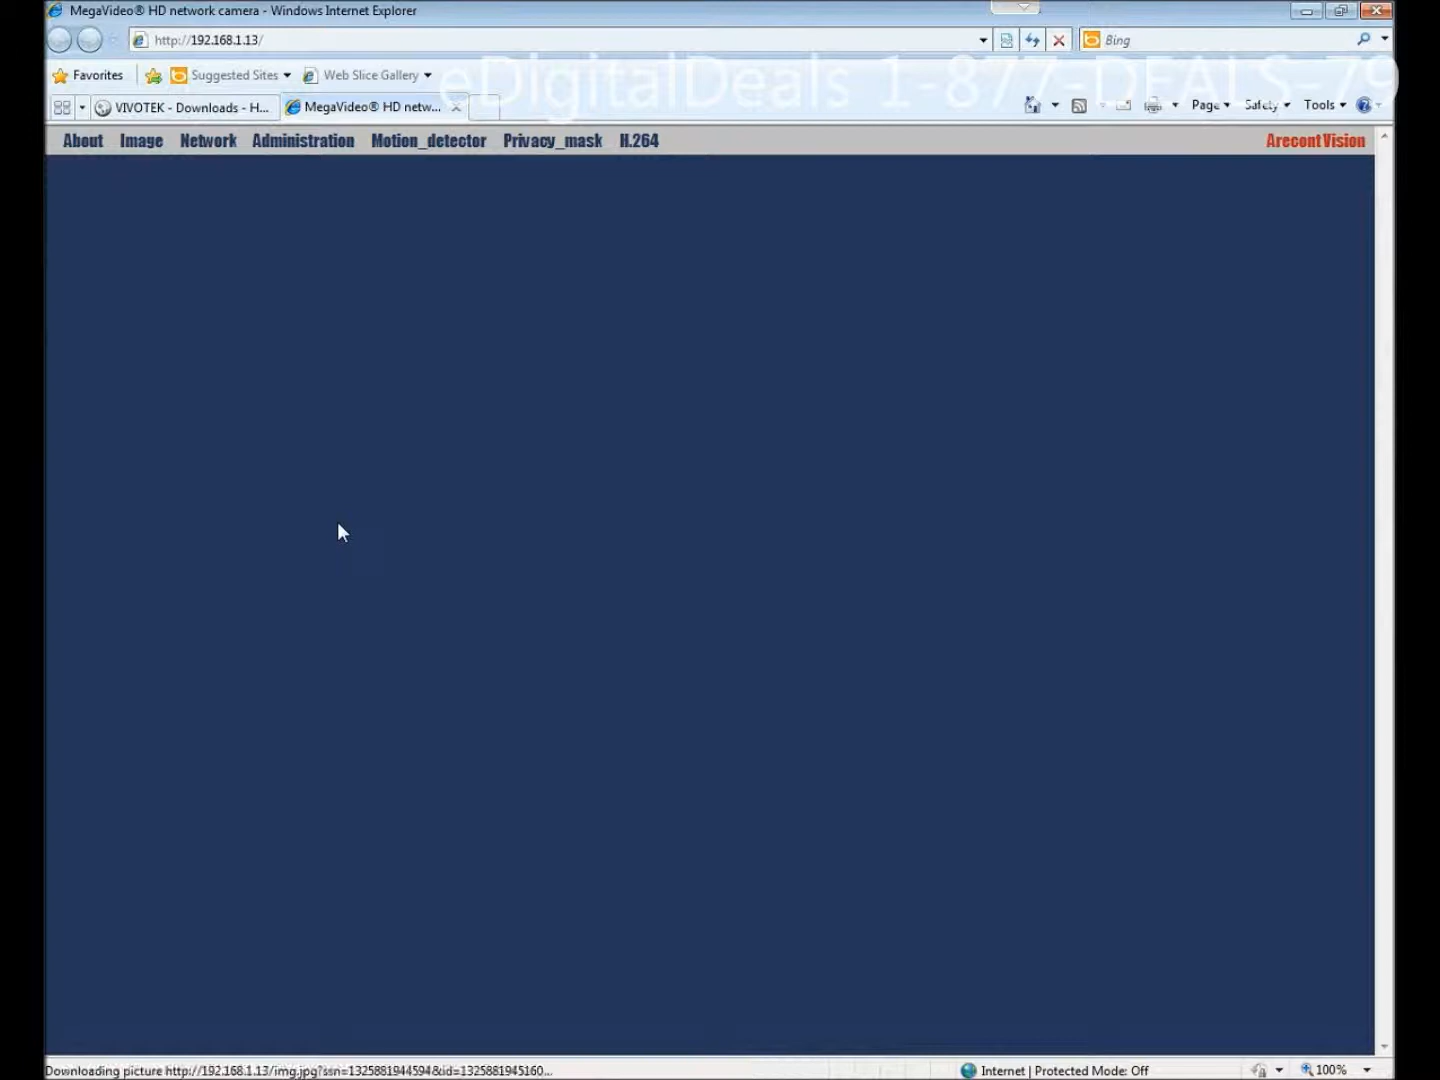 MegaVideo® HD network camera - Windows Internet Explorer
http://192.168.1.13/
Bing
Favorites
Suggested Sites
Web Slice Gallery
eDigitalDeals 1-877-DEALS-79
VIVOTEK - Downloads - H...
MegaVideo® HD netw...
Page
Safety
Tools
About Image Network Administration Motion_detector Privacy_mask H.264
ArecontVision
Downloading picture http://192.168.1.13/img.jpg?ssn=1325881944594&id=1325881945160...
Internet | Protected Mode: Off
100%